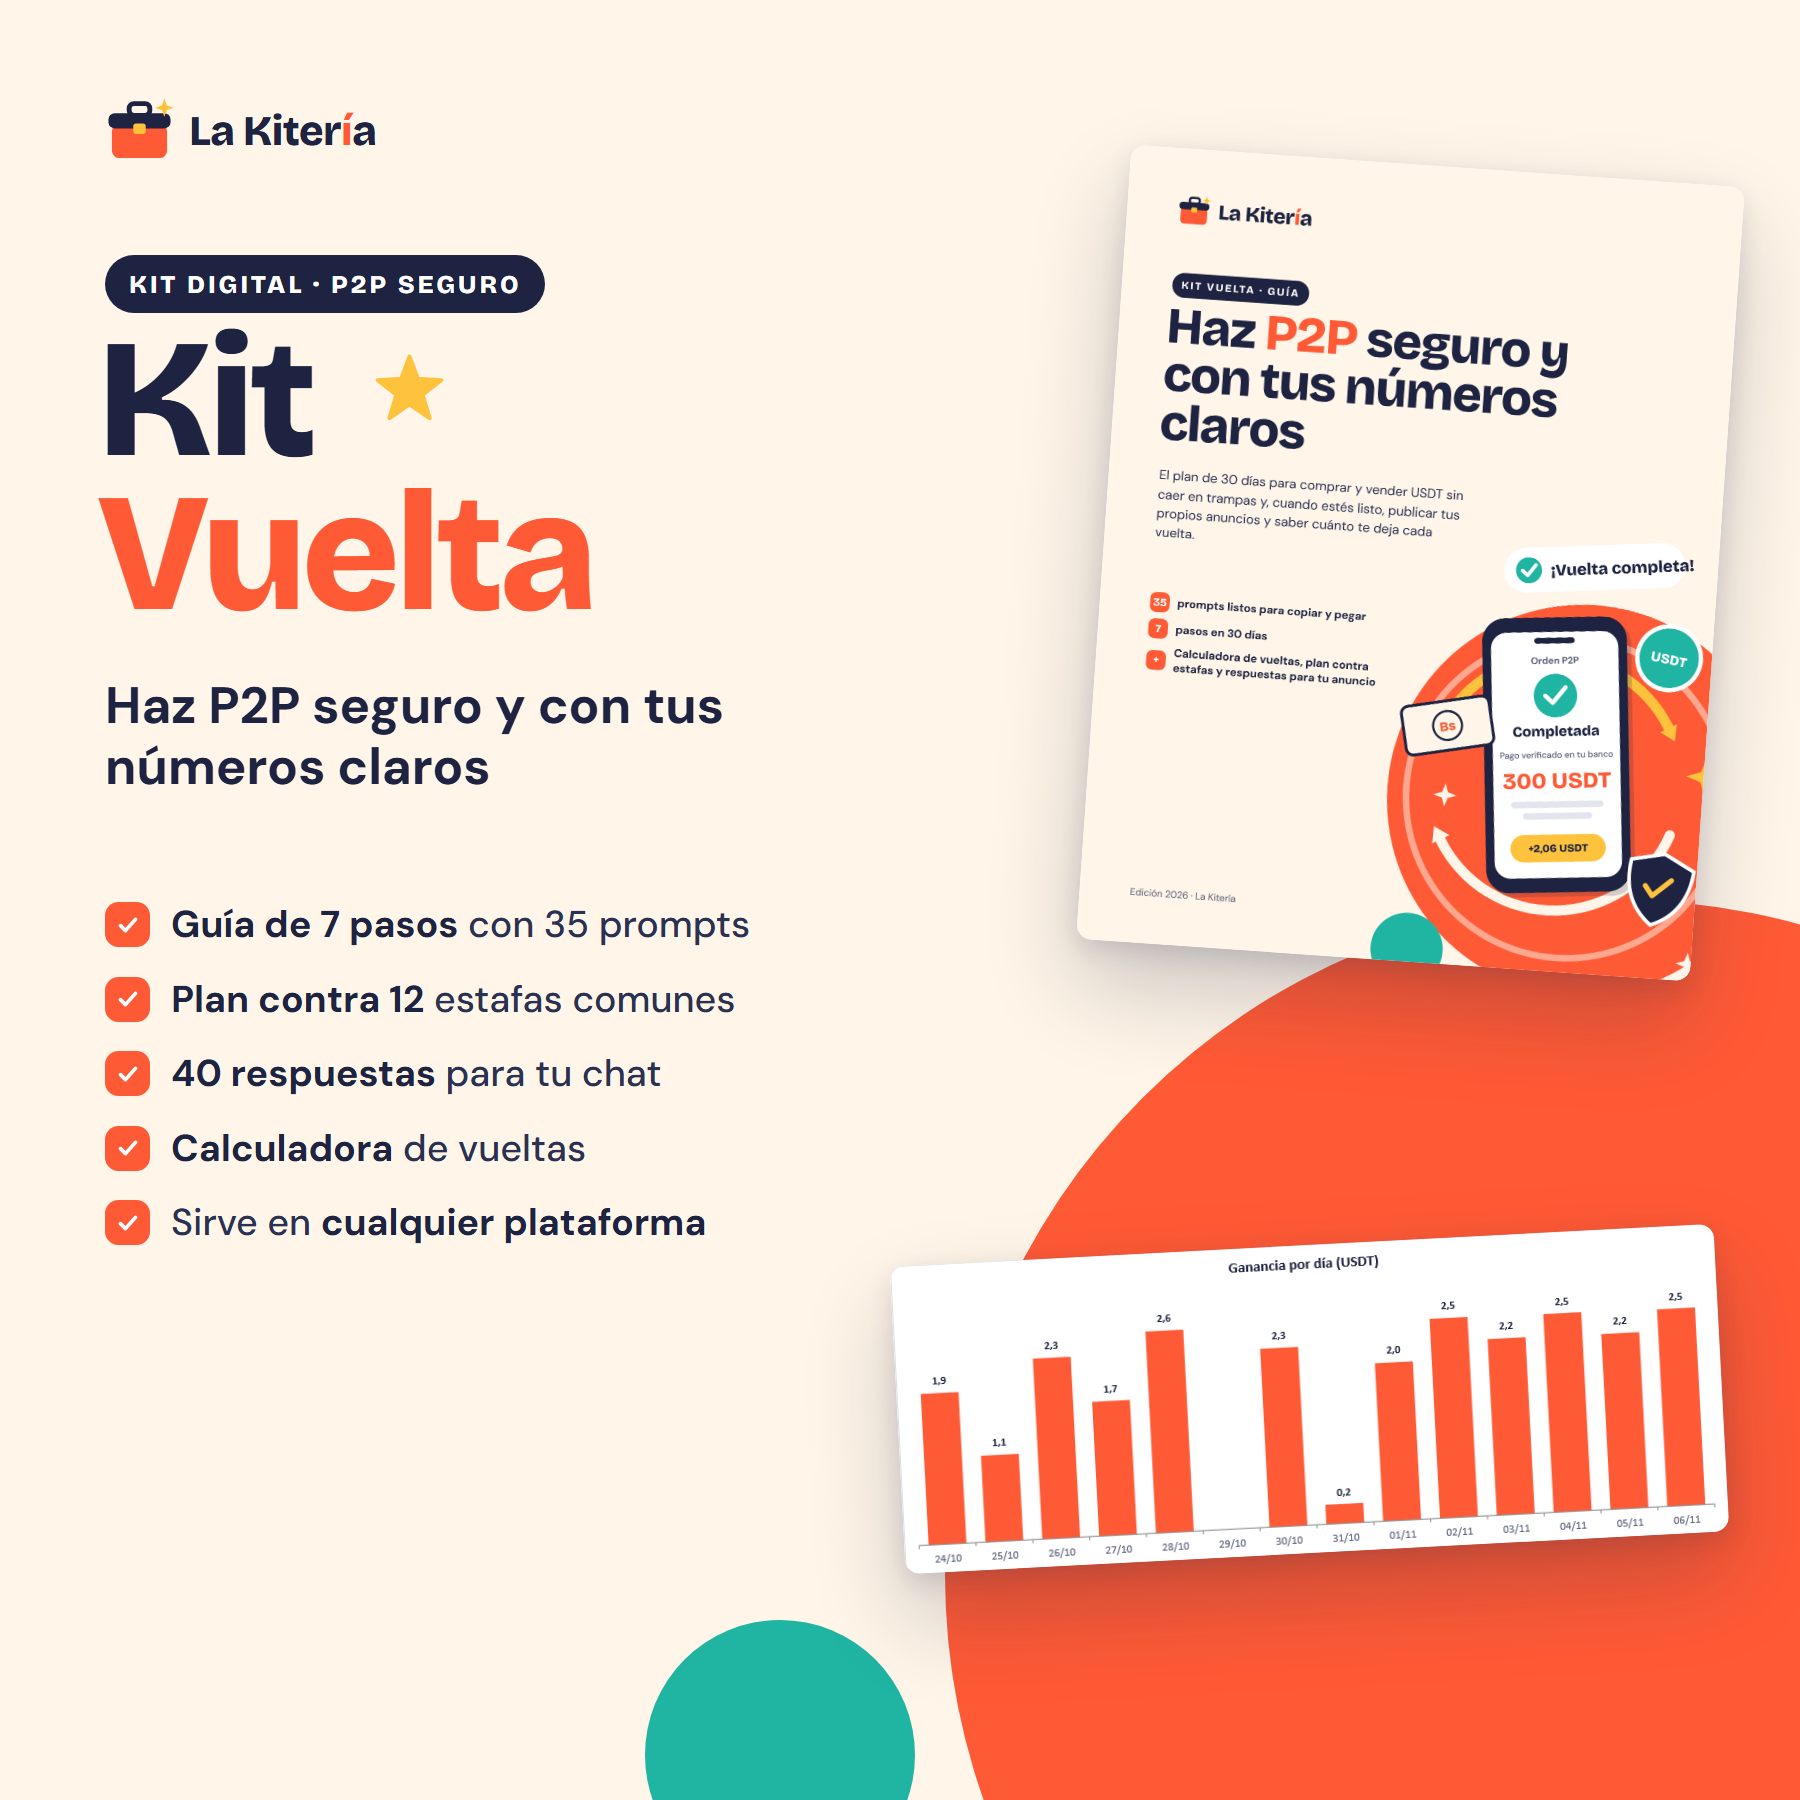 La Kitería
KIT DIGITAL · P2P SEGURO
Kit
Vuelta
Haz P2P seguro y con tus
números claros
Guía de 7 pasos con 35 prompts
Plan contra 12 estafas comunes
40 respuestas para tu chat
Calculadora de vueltas
Sirve en cualquier plataforma
La Kitería
KIT VUELTA · GUÍA
Haz P2P seguro y
con tus números
claros
El plan de 30 días para comprar y vender USDT sin
caer en trampas y, cuando estés listo, publicar tus
propios anuncios y saber cuánto te deja cada
vuelta.
35 prompts listos para copiar y pegar
7 pasos en 30 días
+ Calculadora de vueltas, plan contra
estafas y respuestas para tu anuncio
¡Vuelta completa!
USDT
Orden P2P
Bs
Completada
Pago verificado en tu banco
300 USDT
+2,06 USDT
Edición 2026 · La Kitería
Ganancia por día (USDT)
1,9
1,1
2,3
1,7
2,6
2,3
0,2
2,0
2,5
2,2
2,5
2,2
2,5
24/10
25/10
26/10
27/10
28/10
29/10
30/10
31/10
01/11
02/11
03/11
04/11
05/11
06/11